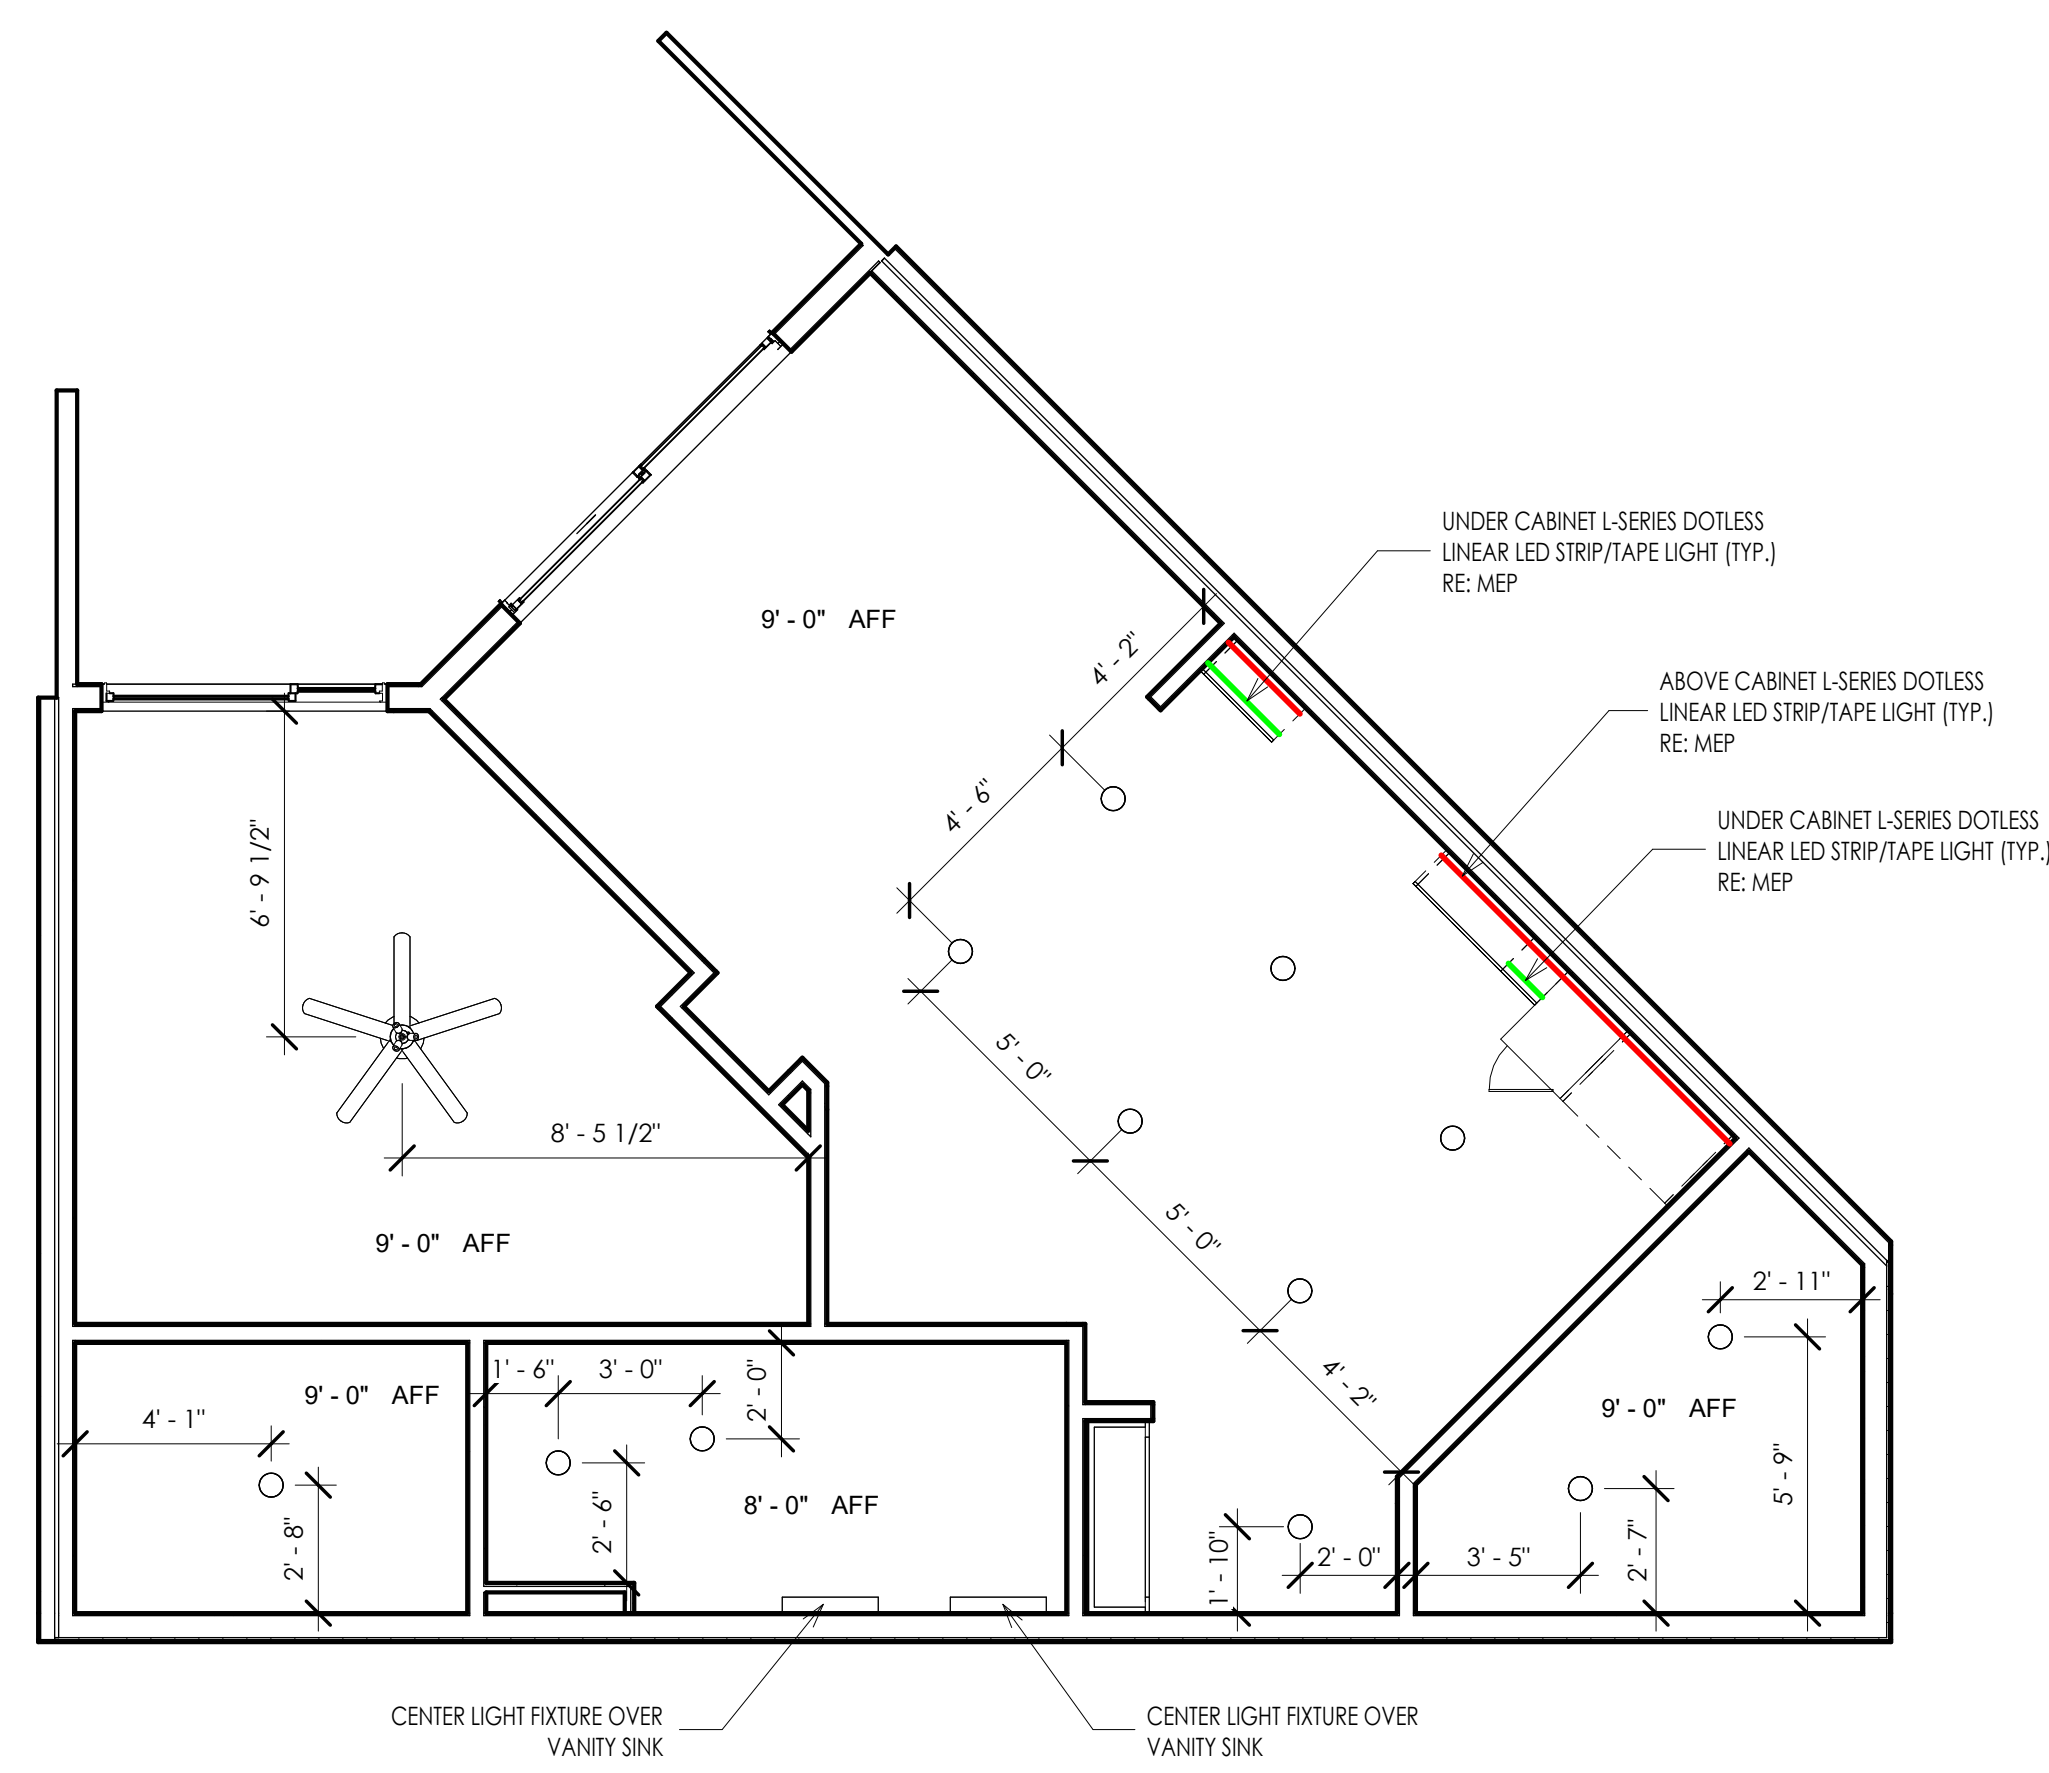 UNDER CABINET L-SERIES DOTLESS
LINEAR LED STRIP/TAPE LIGHT (TYP.)
RE: MEP
9' - 0" AFF
4' - 2"
ABOVE CABINET L-SERIES DOTLESS
LINEAR LED STRIP/TAPE LIGHT (TYP.)
RE: MEP
4' - 6"
UNDER CABINET L-SERIES DOTLESS
LINEAR LED STRIP/TAPE LIGHT (TYP.)
RE: MEP
6' - 9 1/2"
5' - 0"
8' - 5 1/2"
5' - 0"
9' - 0" AFF
2' - 11"
1' - 6"
3' - 0"
2' - 0"
4' - 2"
9' - 0" AFF
4' - 1"
9' - 0" AFF
5' - 9"
8' - 0" AFF
2' - 6"
2' - 8"
1' - 10"
2' - 0"
3' - 5"
2' - 7"
CENTER LIGHT FIXTURE OVER
VANITY SINK
CENTER LIGHT FIXTURE OVER
VANITY SINK